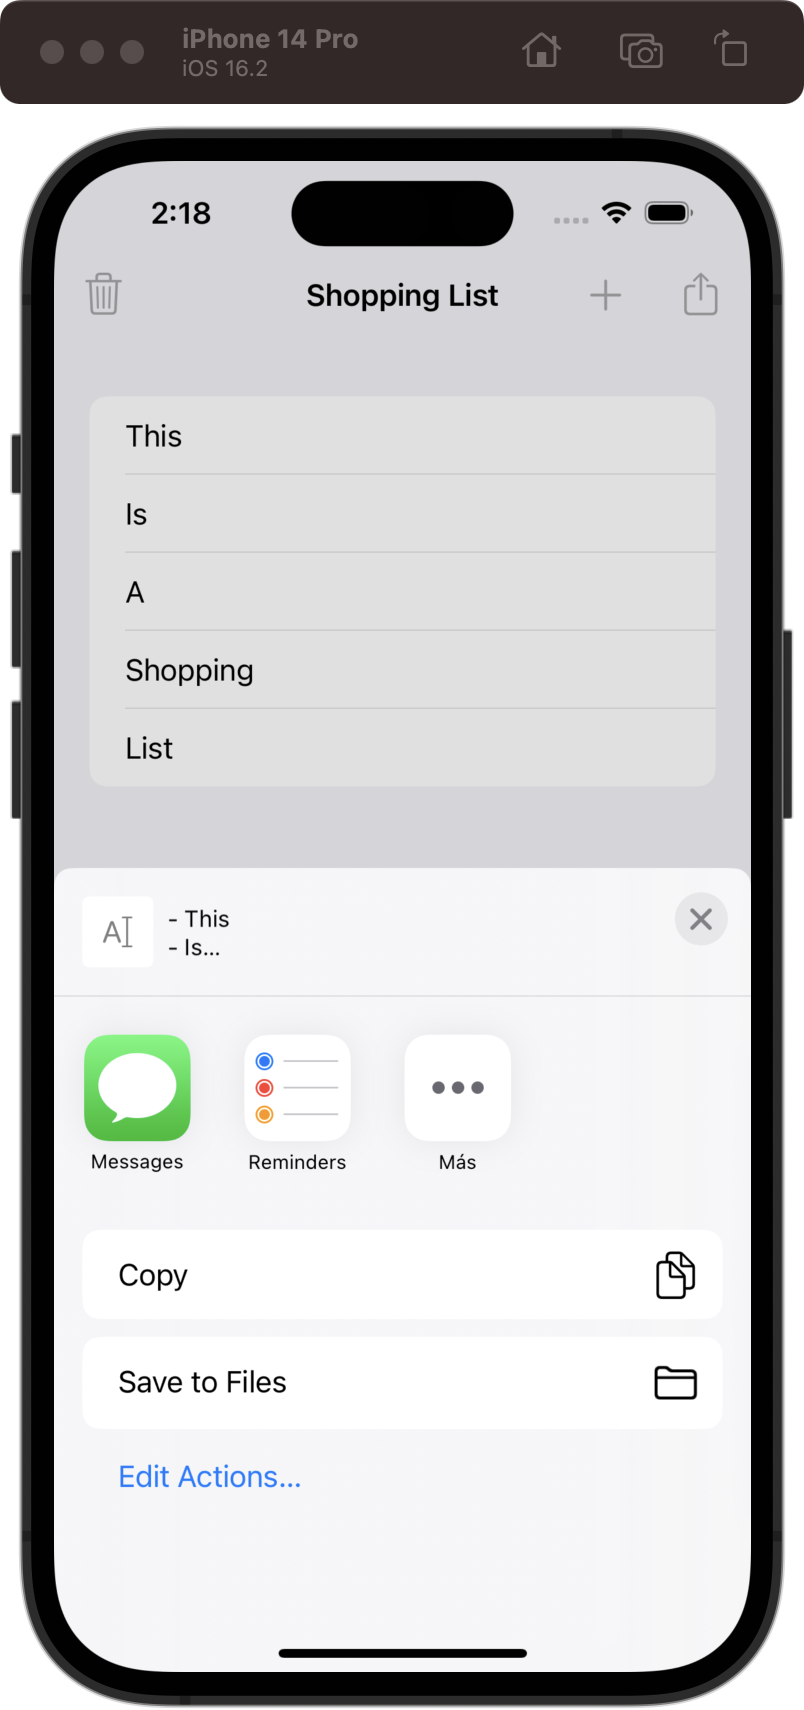 iPhone 14 Pro
iOS 16.2
2:18
Shopping List
This
Is
A
Shopping
List
A
- This
- Is...
Messages
Reminders
Más
Copy
Save to Files
Edit Actions...